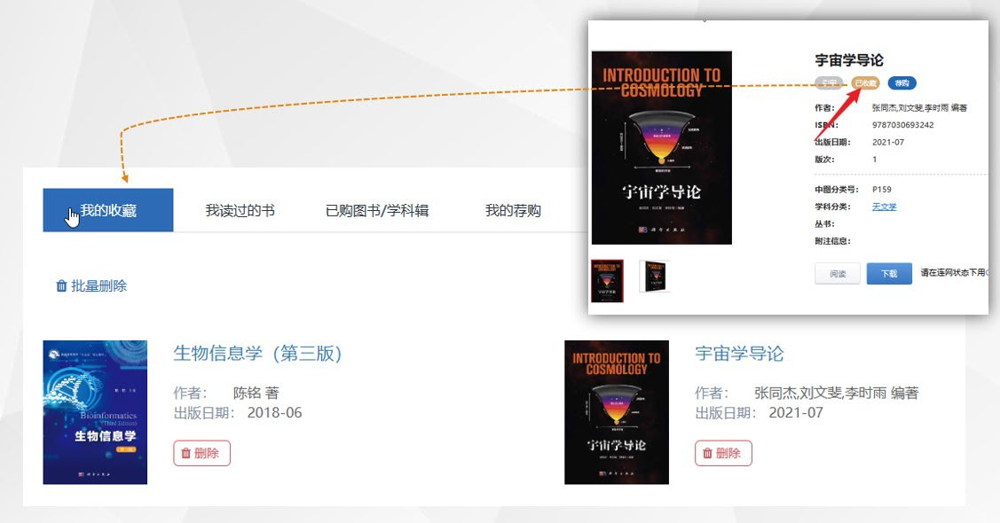 INTRODUCTION TO
COSMOLOGY
宇宙学导论
宇宙学导论
引用 已收藏 荐购
作者: 张同杰,刘文斐,李时雨 编著
ISBN: 9787030693242
出版日期: 2021-07
版次: 1
中图分类号: P159
学科分类: 天文学
丛书:
附注信息:
阅读 下载 请在连网状态下用
我的收藏 我读过的书 已购图书/学科辑 我的荐购
批量删除
Bioinformatics
(Third Edition)
生物信息学
生物信息学（第三版）
作者: 陈铭 著
出版日期: 2018-06
删除
INTRODUCTION TO
COSMOLOGY
宇宙学导论
宇宙学导论
作者: 张同杰,刘文斐,李时雨 编著
出版日期: 2021-07
删除